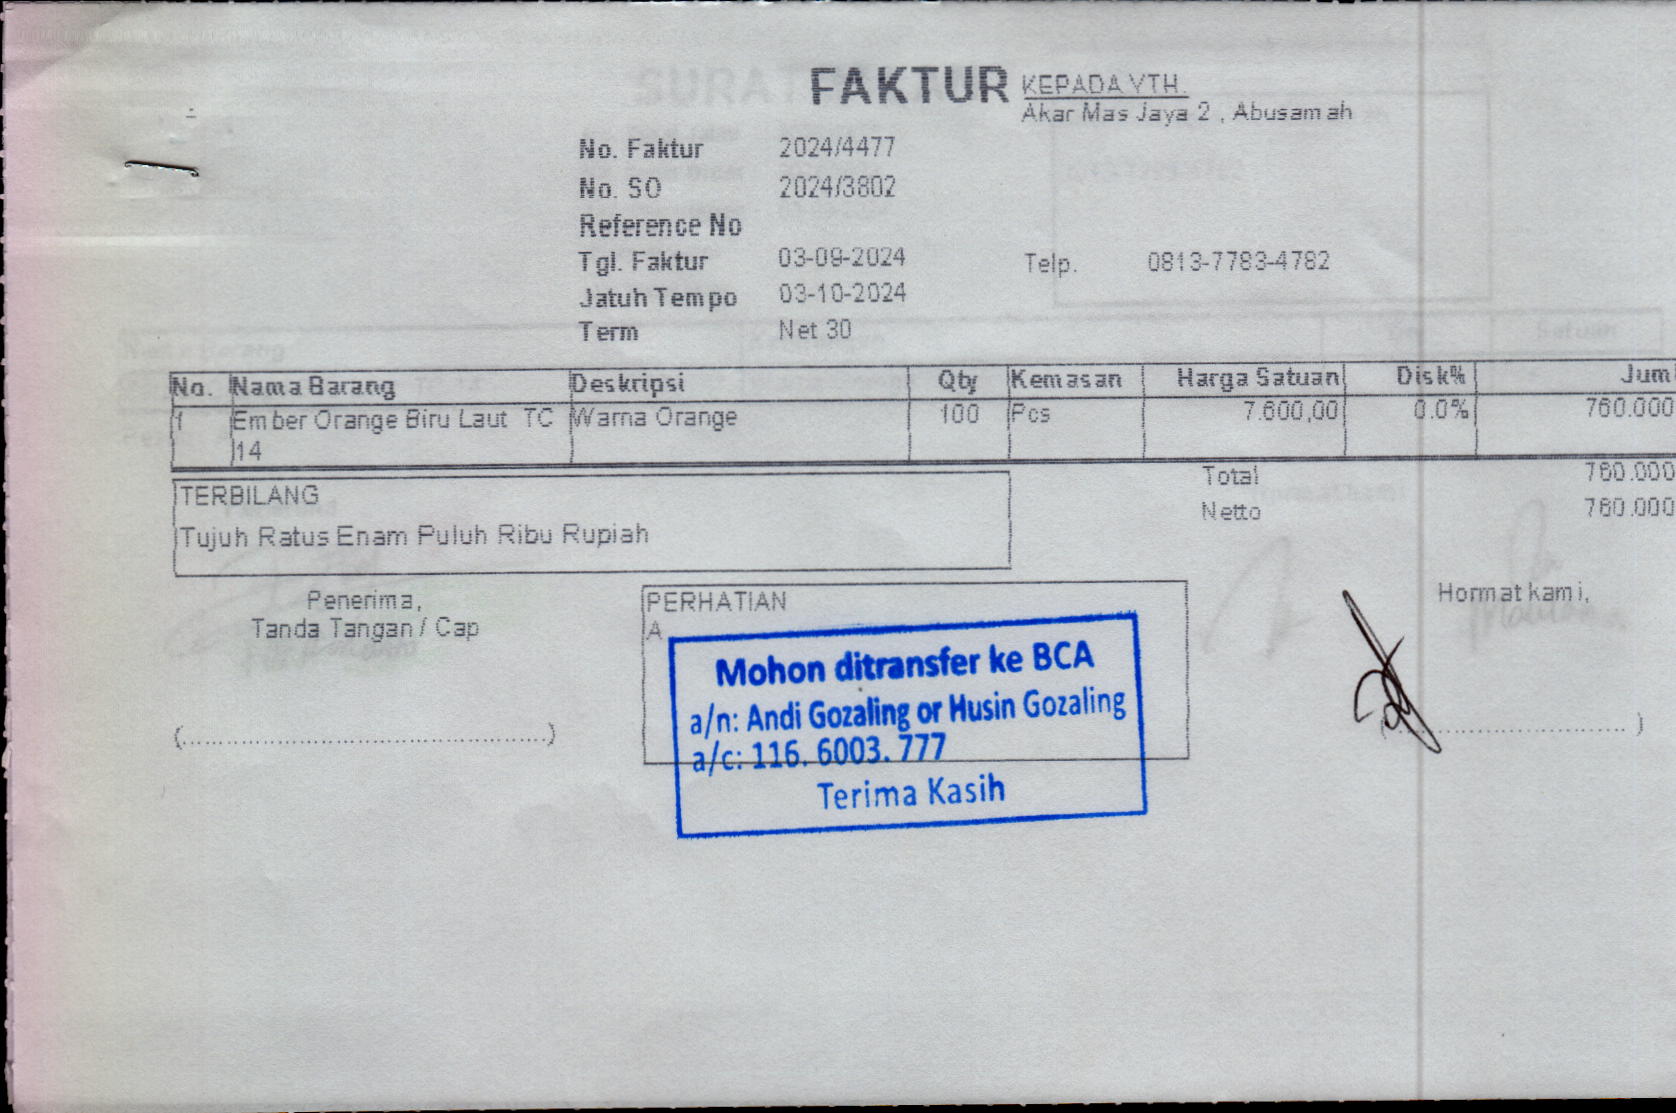 FAKTUR
KEPADA YTH.
Akar Mas Jaya 2 , Abusamah
No. Faktur 2024/4477
No. SO 2024/3802
Reference No
Tgl. Faktur 03-09-2024
Telp. 0813-7783-4782
Jatuh Tempo 03-10-2024
Term Net 30
No. Nama Barang Deskripsi Qty Kemasan Harga Satuan Disk% Juml
1 Ember Orange Biru Laut TC Warna Orange 100 Pcs 7.600,00 0.0% 760.000
14
Total 760.000
Netto 760.000
TERBILANG
Tujuh Ratus Enam Puluh Ribu Rupiah
Penerima,
Tanda Tangan / Cap
(............................................)
PERHATIAN
A
Mohon ditransfer ke BCA
a/n: Andi Gozaling or Husin Gozaling
a/c: 116. 6003. 777
Terima Kasih
Hormat kami,
(............................)